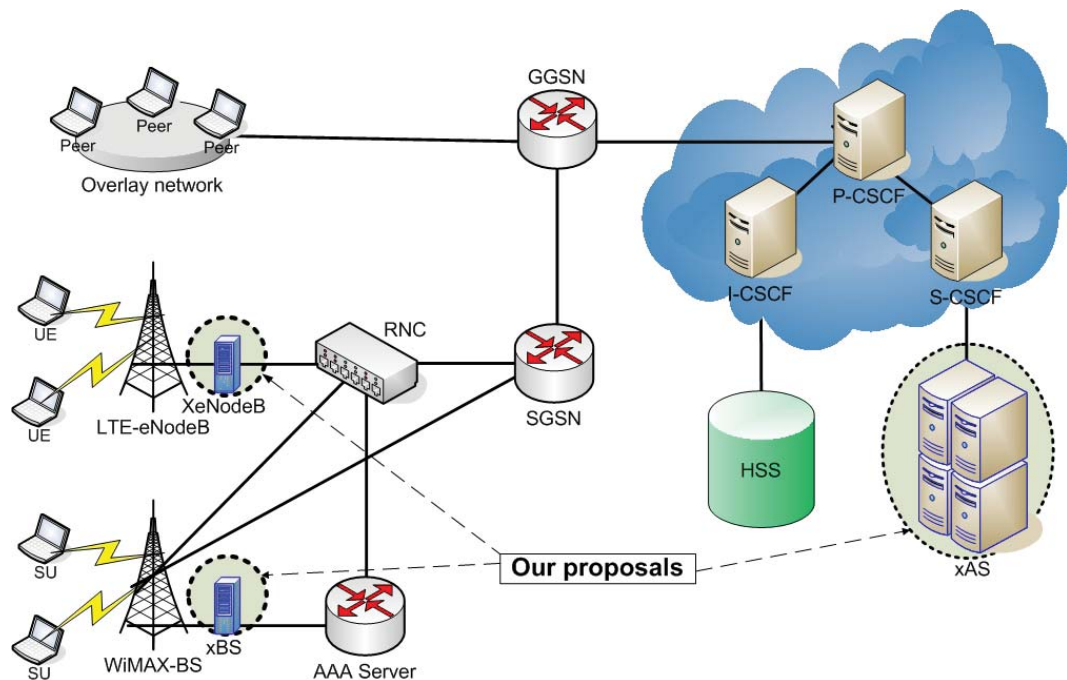 GGSN
Peer
Peer
Peer
Overlay network
P-CSCF
I-CSCF
S-CSCF
UE
RNC
XeNodeB
UE
LTE-eNodeB
SGSN
HSS
SU
Our proposals
xAS
xBS
WiMAX-BS
AAA Server
SU